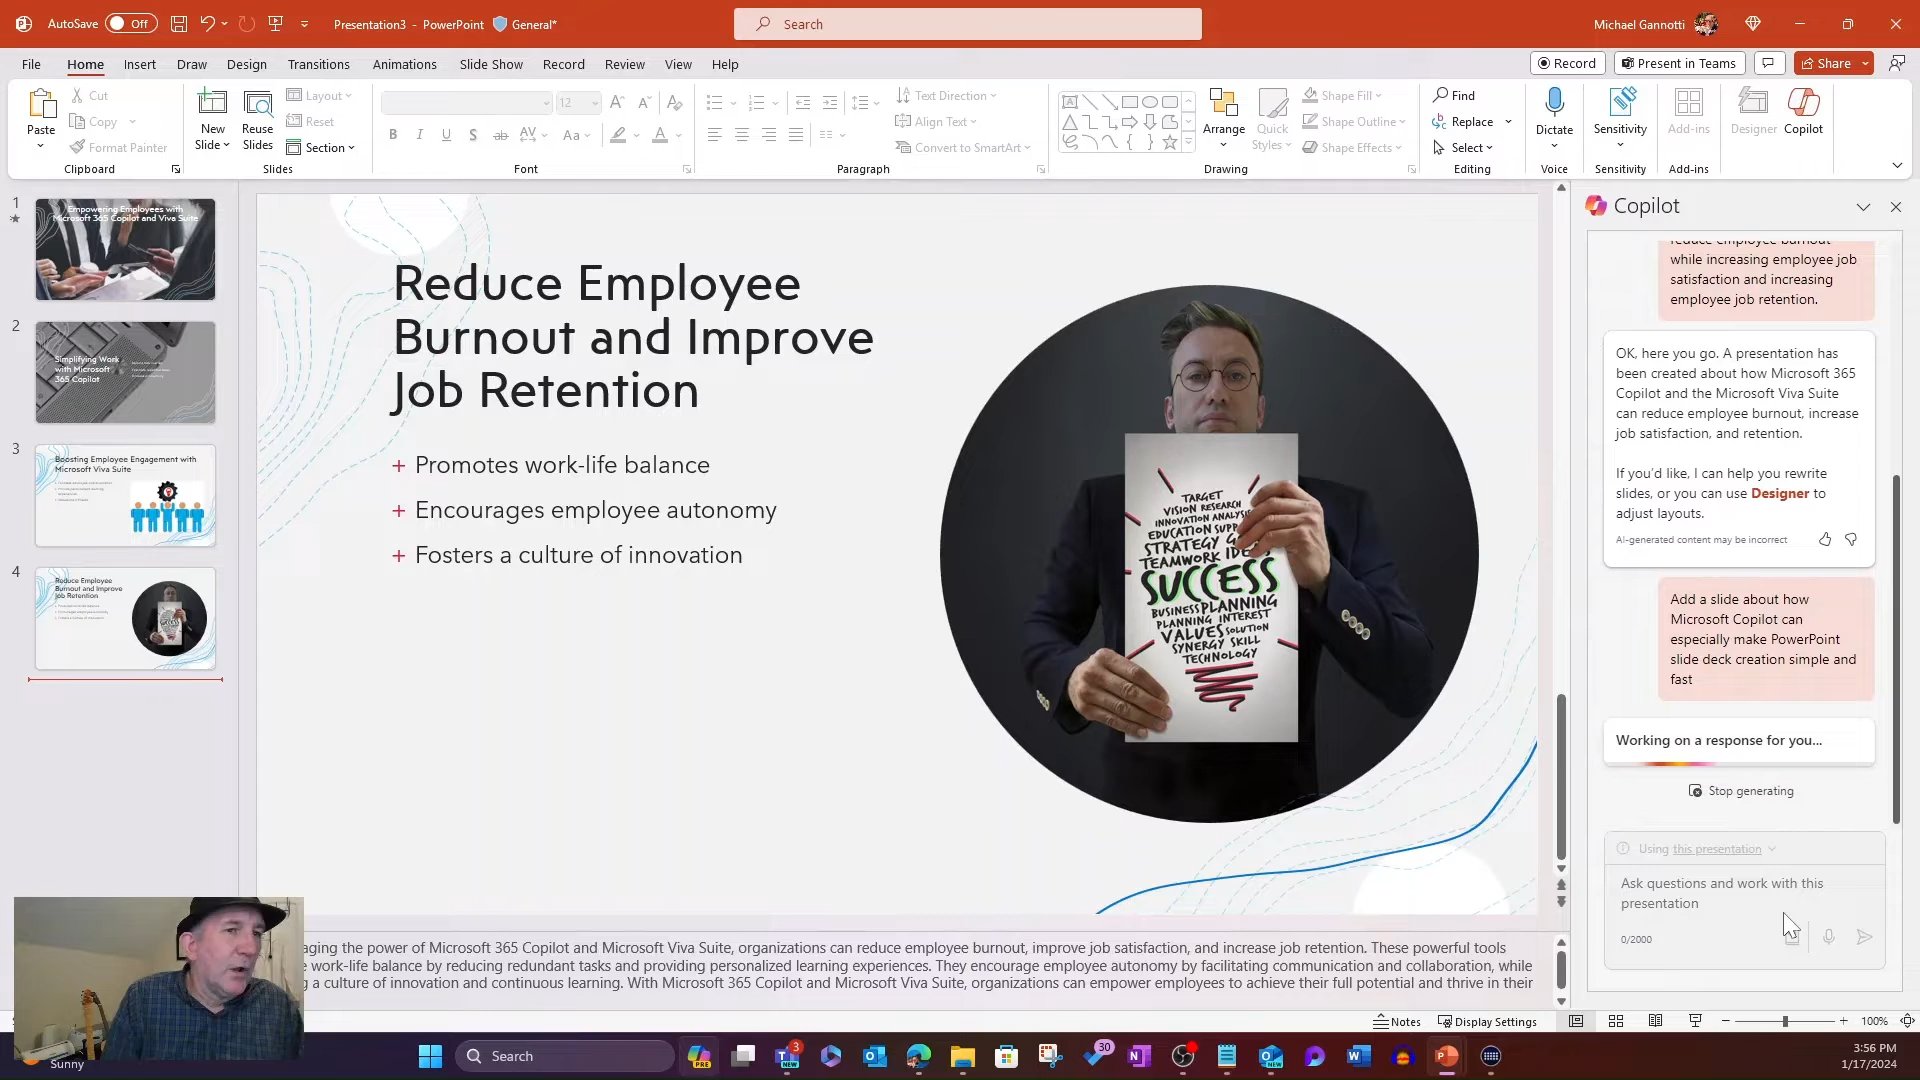 AutoSave Off
Presentation3 - PowerPoint General*
Search
Michael Gannotti
File Home Insert Draw Design Transitions Animations Slide Show Record Review View Help
Record Present in Teams Share
Paste
Cut
Copy
Format Painter
Clipboard
New Slide
Reuse Slides
Layout
Reset
Section
Slides
12
Font
Text Direction
Align Text
Convert to SmartArt
Paragraph
Arrange
Quick Styles
Shape Fill
Shape Outline
Shape Effects
Drawing
Find
Replace
Select
Editing
Dictate
Voice
Sensitivity
Sensitivity
Add-ins
Add-ins
Designer
Copilot
1
Empowering Employees with
Microsoft 365 Copilot and Viva Suite
2
Simplifying Work
with Microsoft
365 Copilot
3
Boosting Employee Engagement with
Microsoft Viva Suite
4
Reduce Employee
Burnout and Improve
Job Retention
Reduce Employee
Burnout and Improve
Job Retention
+ Promotes work-life balance
+ Encourages employee autonomy
+ Fosters a culture of innovation
TARGET
VISION RESEARCH
INNOVATION ANALYSIS
EDUCATION
STRATEGY
TEAMWORK
SUCCESS
BUSINESS PLANNING
PLANNING INTEREST
VALUES SOLUTION
SYNERGY SKILL
TECHNOLOGY
Copilot
reduce employee burnout
while increasing employee job
satisfaction and increasing
employee job retention.
OK, here you go. A presentation has
been created about how Microsoft 365
Copilot and the Microsoft Viva Suite
can reduce employee burnout, increase
job satisfaction, and retention.
If you'd like, I can help you rewrite
slides, or you can use Designer to
adjust layouts.
AI-generated content may be incorrect
Add a slide about how
Microsoft Copilot can
especially make PowerPoint
slide deck creation simple and
fast
Working on a response for you...
Stop generating
Using this presentation
Ask questions and work with this
presentation
0/2000
aging the power of Microsoft 365 Copilot and Microsoft Viva Suite, organizations can reduce employee burnout, improve job satisfaction, and increase job retention. These powerful tools
work-life balance by reducing redundant tasks and providing personalized learning experiences. They encourage employee autonomy by facilitating communication and collaboration, while
g a culture of innovation and continuous learning. With Microsoft 365 Copilot and Microsoft Viva Suite, organizations can empower employees to achieve their full potential and thrive in their
Notes Display Settings 100%
Sunny
Search
PRE
3
NEW
30
NEW
3:56 PM
1/17/2024